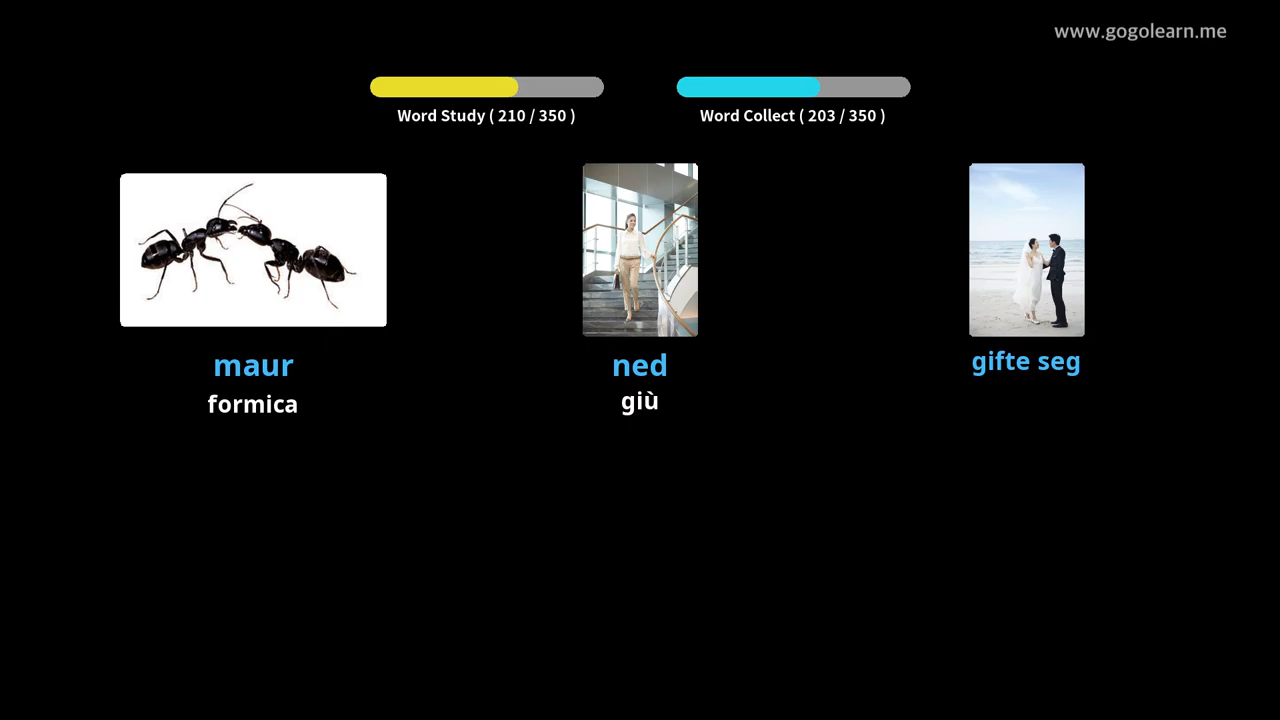 www.gogolearn.me
Word Study ( 210 / 350 )
Word Collect ( 203 / 350 )
maur
formica
ned
giù
gifte seg